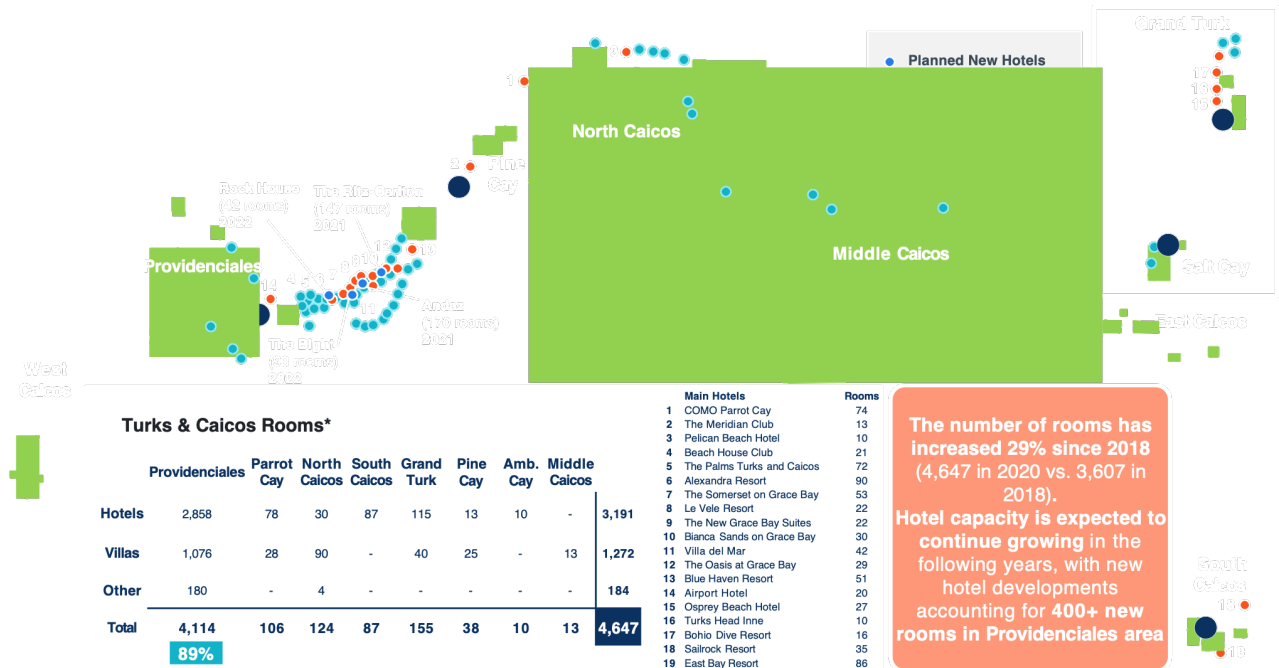 Grand Turk
Planned New Hotels
1
North Caicos
17
16
15
2
Pine
Cay
Rock House
(42 rooms)
2022
The Ritz-Carlton
(147 rooms)
2021
Middle Caicos
Providenciales
14
Salt Cay
11
Andaz
(170 rooms)
2021
East Caicos
The Bight
2022
West
Caicos
Turks & Caicos Rooms*
Providenciales Parrot Cay North Caicos South Caicos Grand Turk Pine Cay Amb. Cay Middle Caicos
Hotels 2,858 78 30 87 115 13 10 - 3,191
Villas 1,076 28 90 - 40 25 - 13 1,272
Other 180 - 4 - - - - - 184
Total 4,114 106 124 87 155 38 10 13 4,647
89%
Main Hotels Rooms
1 COMO Parrot Cay 74
2 The Meridian Club 13
3 Pelican Beach Hotel 10
4 Beach House Club 21
5 The Palms Turks and Caicos 72
6 Alexandra Resort 90
7 The Somerset on Grace Bay 53
8 Le Vele Resort 22
9 The New Grace Bay Suites 22
10 Bianca Sands on Grace Bay 30
11 Villa del Mar 42
12 The Oasis at Grace Bay 29
13 Blue Haven Resort 51
14 Airport Hotel 20
15 Osprey Beach Hotel 27
16 Turks Head Inne 10
17 Bohio Dive Resort 16
18 Sailrock Resort 35
19 East Bay Resort 86
The number of rooms has
increased 29% since 2018
(4,647 in 2020 vs. 3,607 in
2018).
Hotel capacity is expected to
continue growing in the
following years, with new
hotel developments
accounting for 400+ new
rooms in Providenciales area
South
Caicos